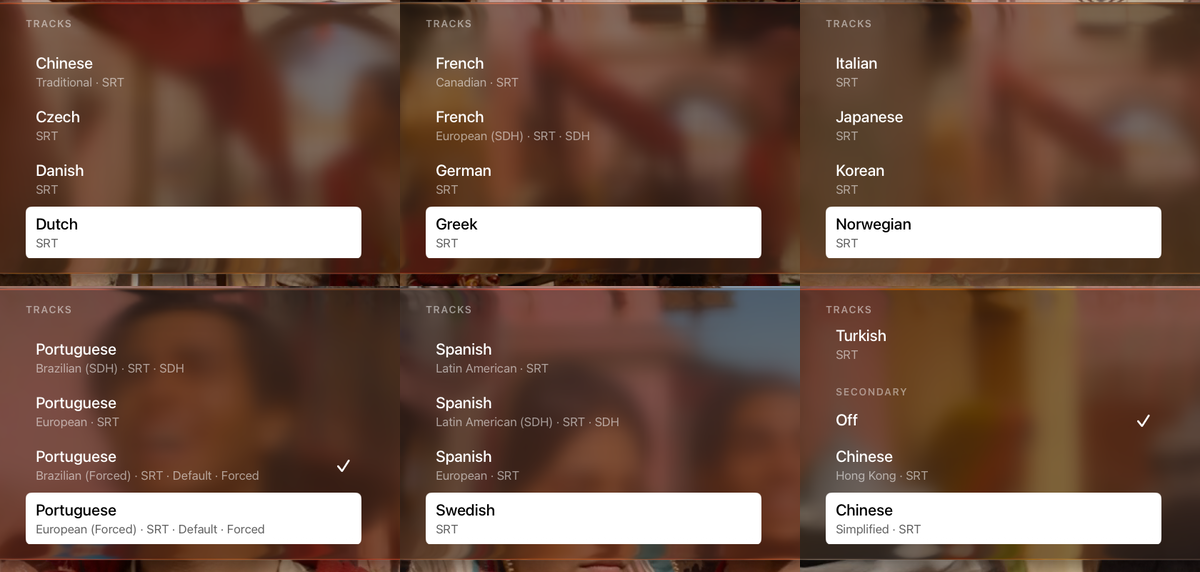 TRACKS
Chinese
Traditional · SRT
Czech
SRT
Danish
SRT
Dutch
SRT
TRACKS
French
Canadian · SRT
French
European (SDH) · SRT · SDH
German
SRT
Greek
SRT
TRACKS
Italian
SRT
Japanese
SRT
Korean
SRT
Norwegian
SRT
TRACKS
Portuguese
Brazilian (SDH) · SRT · SDH
Portuguese
European · SRT
Portuguese
Brazilian (Forced) · SRT · Default · Forced
Portuguese
European (Forced) · SRT · Default · Forced
TRACKS
Spanish
Latin American · SRT
Spanish
Latin American (SDH) · SRT · SDH
Spanish
European · SRT
Swedish
SRT
TRACKS
Turkish
SRT
SECONDARY
Off
Chinese
Hong Kong · SRT
Chinese
Simplified · SRT